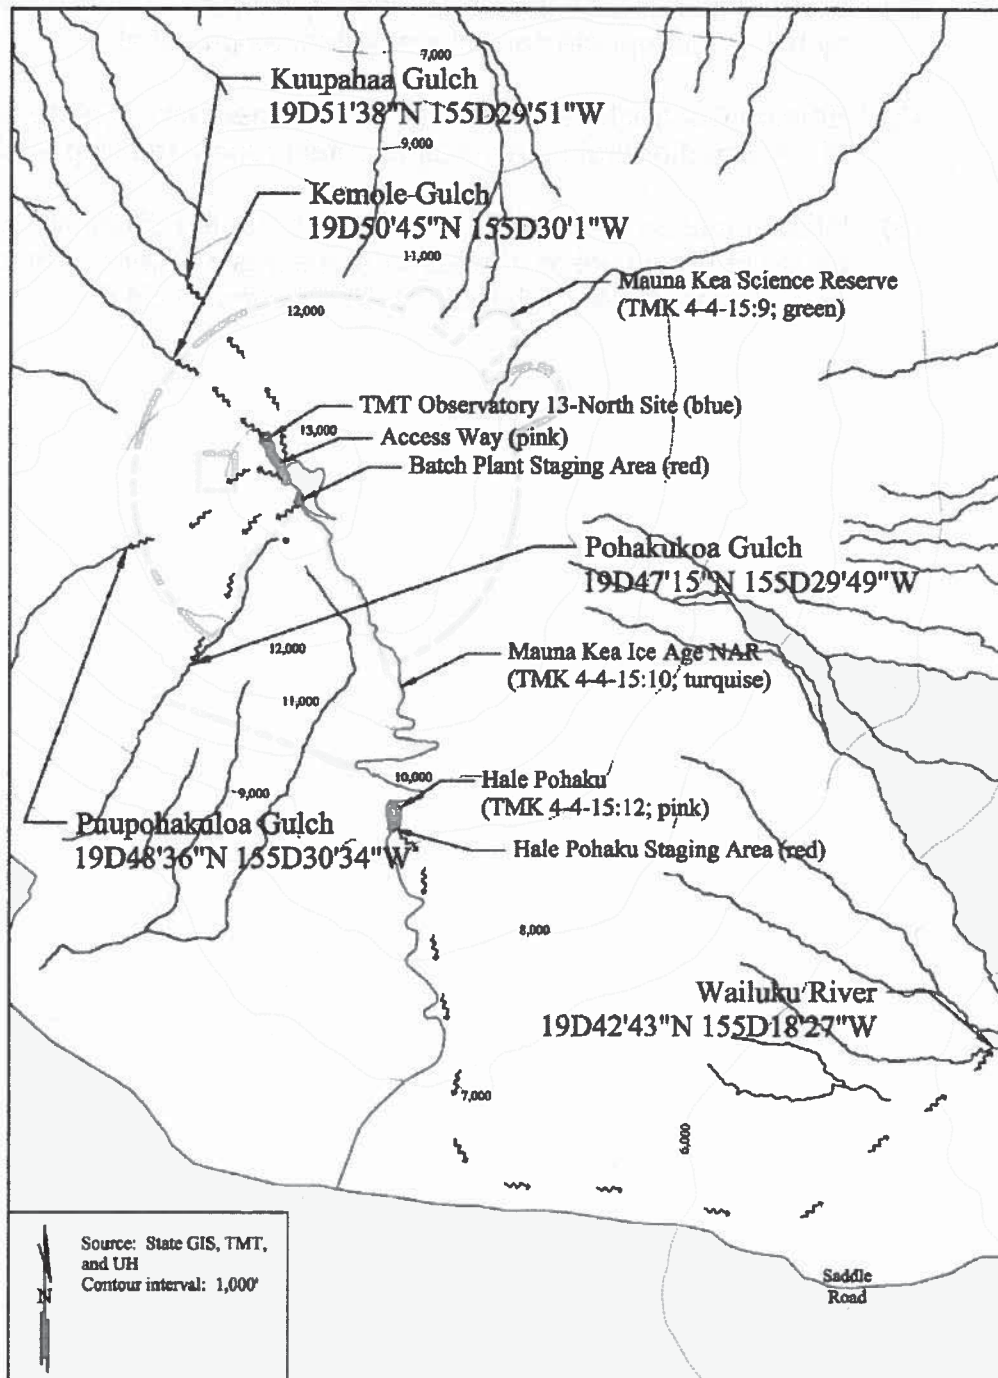 7,000
Kuupahaa Gulch
19D51'38"N 155D29'51"W
9,000
Kemole Gulch
19D50'45"N 155D30'1"W
11,000
Mauna Kea Science Reserve
(TMK 4-4-15:9; green)
12,000
TMT Observatory 13-North Site (blue)
13,000
Access Way (pink)
Batch Plant Staging Area (red)
Pohakukoa Gulch
19D47'15"N 155D29'49"W
12,000
Mauna Kea Ice Age NAR
(TMK 4-4-15:10; turquise)
11,000
10,000
Hale Pohaku
(TMK 4-4-15:12; pink)
9,000
Puupohakuloa Gulch
19D48'36"N 155D30'34"W
Hale Pohaku Staging Area (red)
8,000
Wailuku River
19D42'43"N 155D18'27"W
7,000
6,000
Source: State GIS, TMT,
and UH
Contour interval: 1,000'
N
Saddle
Road